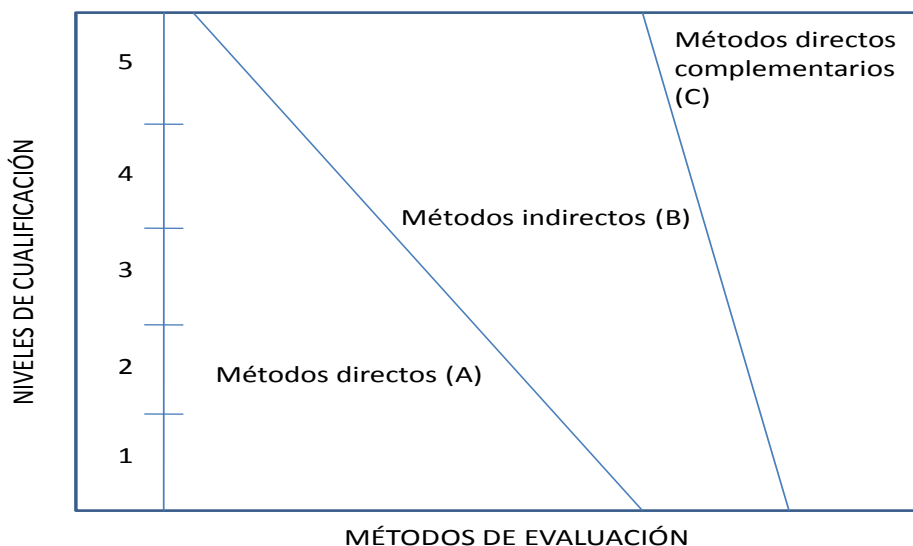 NIVELES DE CUALIFICACIÓN
5
4
3
2
1
Métodos directos
complementarios
(C)
Métodos indirectos (B)
Métodos directos (A)
MÉTODOS DE EVALUACIÓN